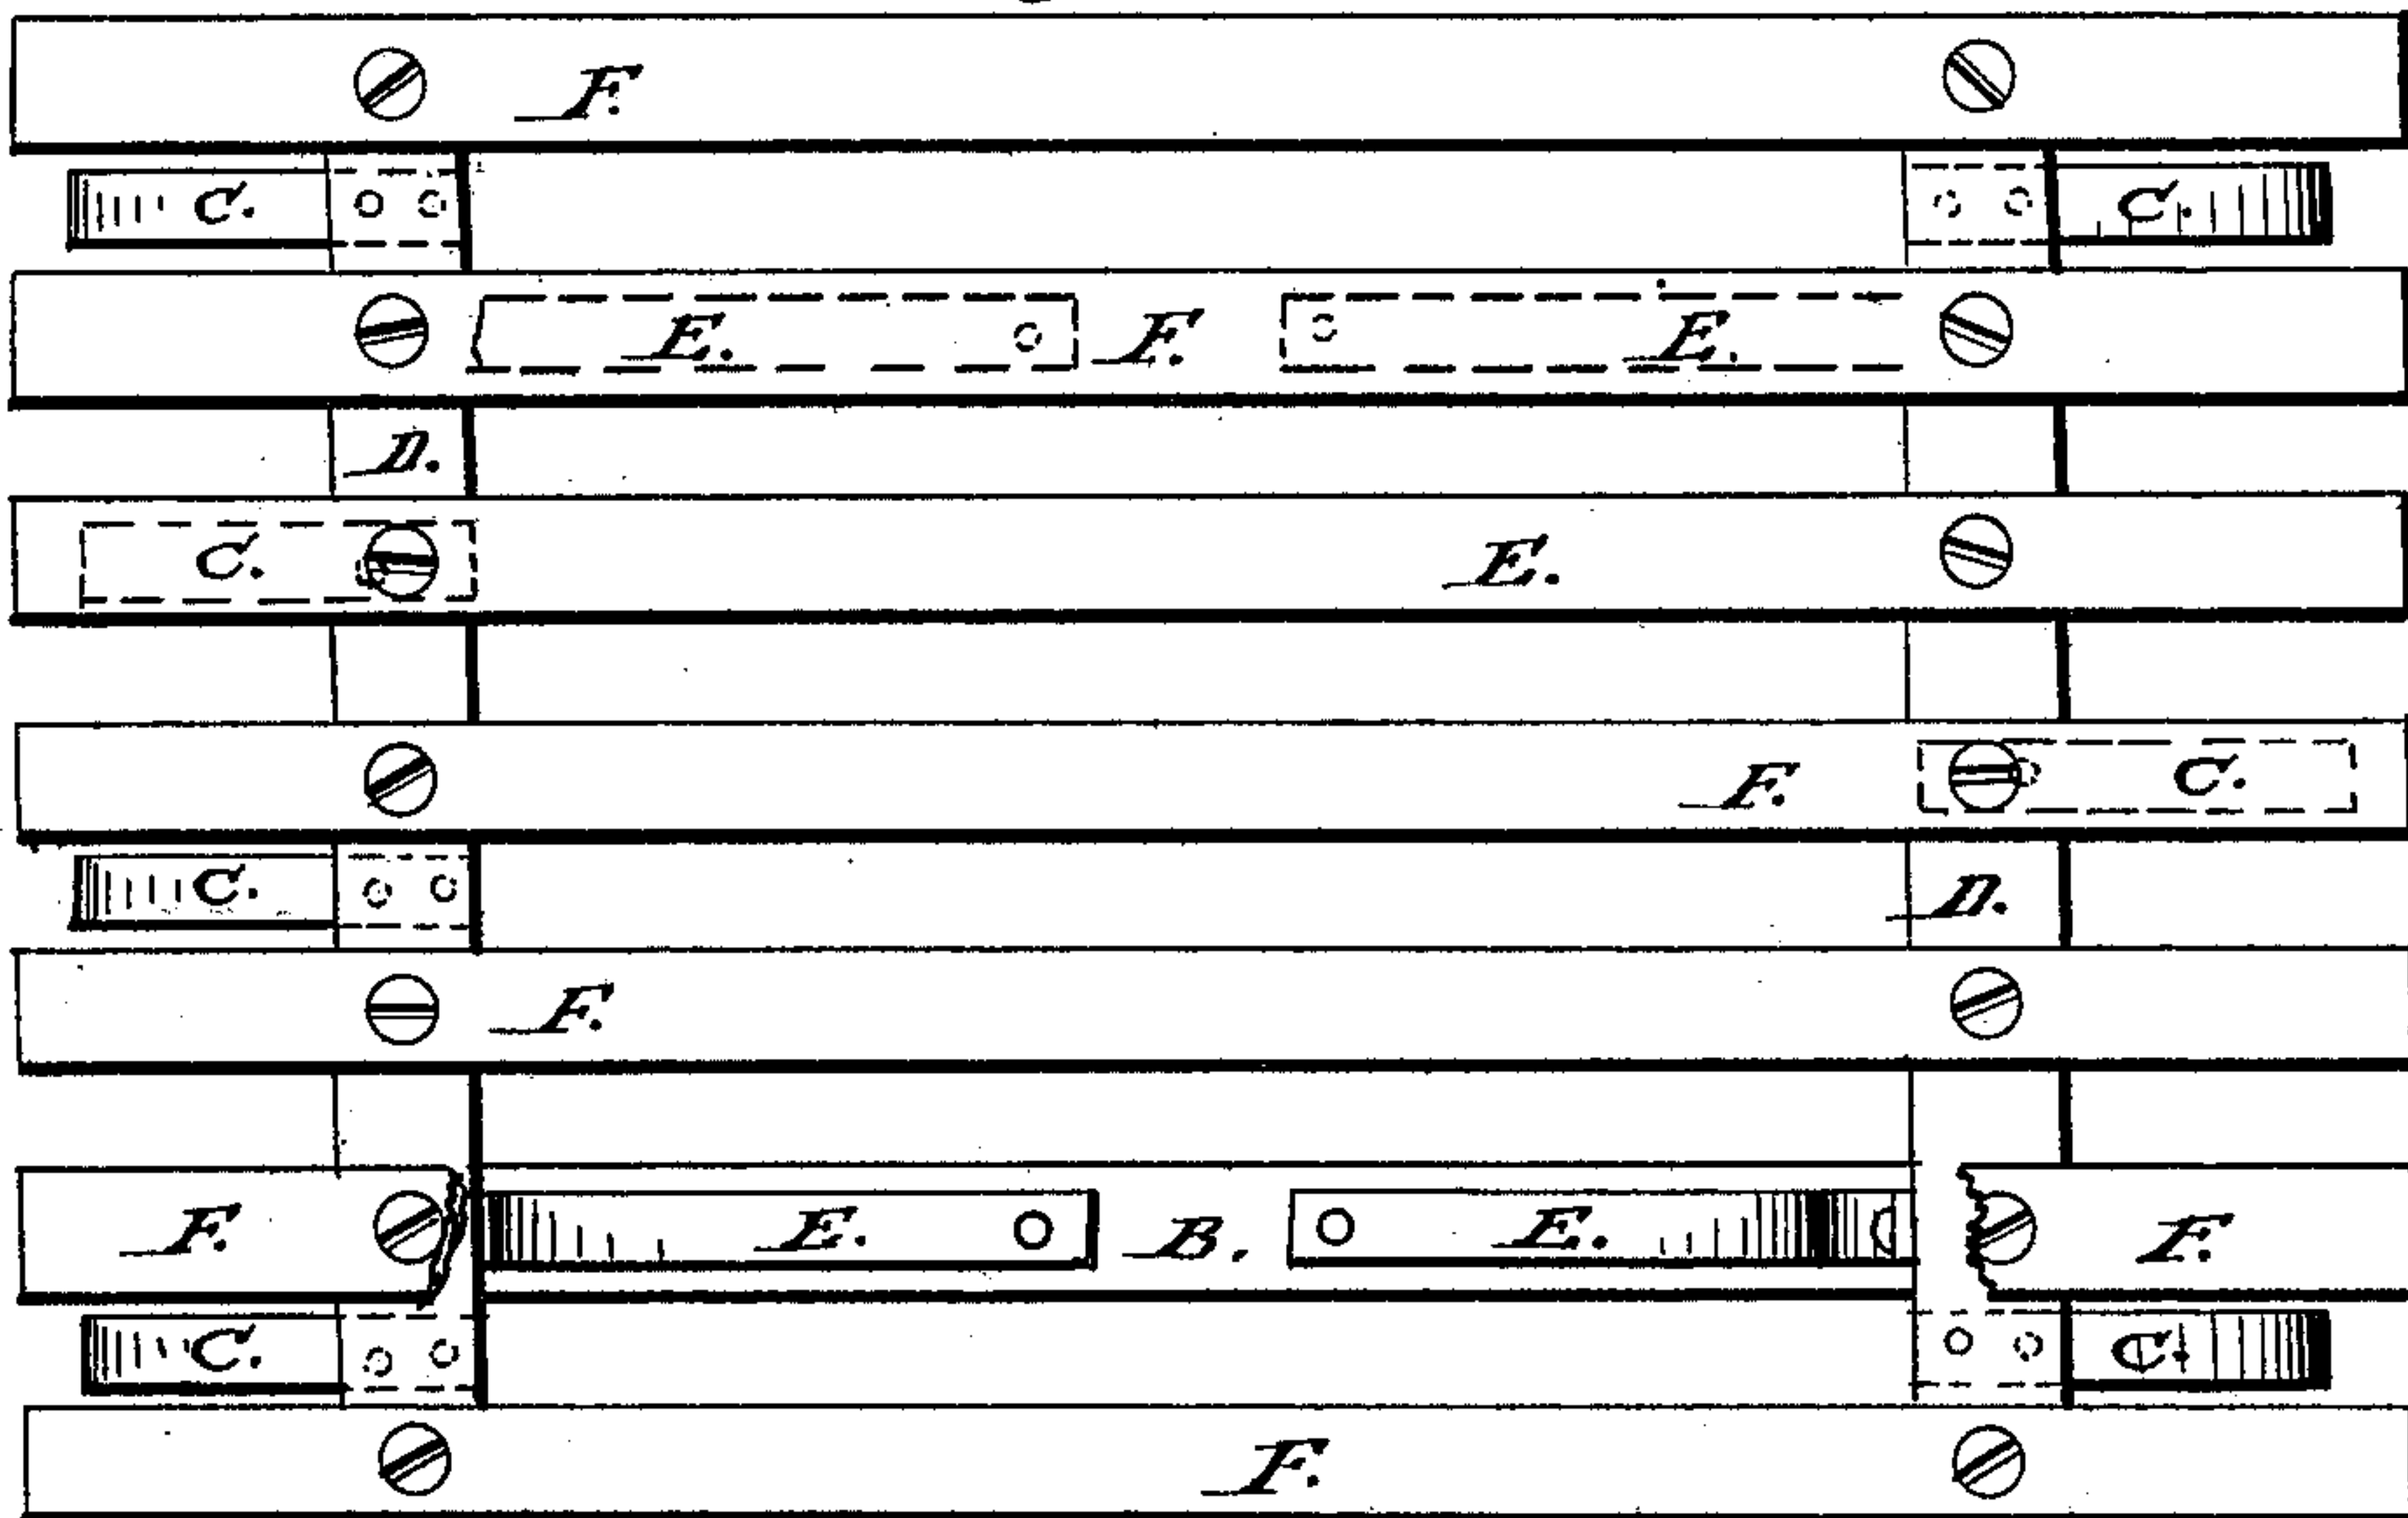 F.
C. C.
E. F. E.
D.
C. E.
F. C.
C. D.
F.
F. E. B. E. F.
C. C.
F.